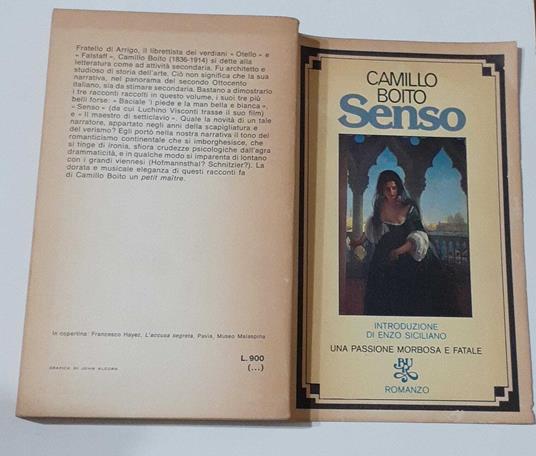 Fratello di Arrigo, il librettista dei verdiani « Otello » e
« Falstaff », Camillo Boito (1836-1914) si dette alla
letteratura come ad attività secondaria. Fu architetto e
studioso di storia dell'arte. Ciò non significa che la sua
narrativa, nel panorama del secondo Ottocento
italiano, sia da stimare secondaria. Bastano a dimostrarlo
i tre racconti raccolti in questo volume, i suoi tre più
belli forse: « Baciale 'l piede e la man bella e bianca »,
« Senso » (da cui Luchino Visconti trasse il suo film)
e « Il maestro di setticlavio ». Quale la novità di un tale
narratore, appartato negli anni della scapigliatura e
del verismo? Egli portò nella nostra narrativa il tono del
romanticismo continentale che si imborghesisce, che
si tinge di ironia, sfiora crudezze psicologiche dall'agra
drammaticità, e in qualche modo si imparenta di lontano
con i grandi viennesi (Hofmannsthal? Schnitzler?). La
dorata e musicale eleganza di questi racconti fa
di Camillo Boito un petit maître.
In copertina: Francesco Hayez, L'accusa segreta, Pavia, Museo Malaspina
L. 900
(...)
GRAFICA DI JOHN ALCORN
CAMILLO
BOITO
Senso
INTRODUZIONE
DI ENZO SICILIANO
UNA PASSIONE MORBOSA E FATALE
BUR
ROMANZO